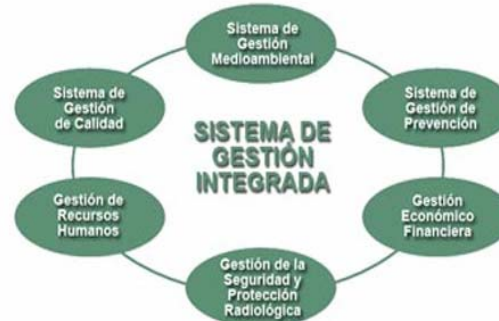 Sistema de
Gestión
Medioambiental
Sistema de
Gestión
de Calidad
Sistema de
Gestión de
Prevención
SISTEMA DE
GESTIÓN
INTEGRADA
Gestión de
Recursos
Humanos
Gestión
Económico
Financiera
Gestión de la
Seguridad y
Protección
Radiológica